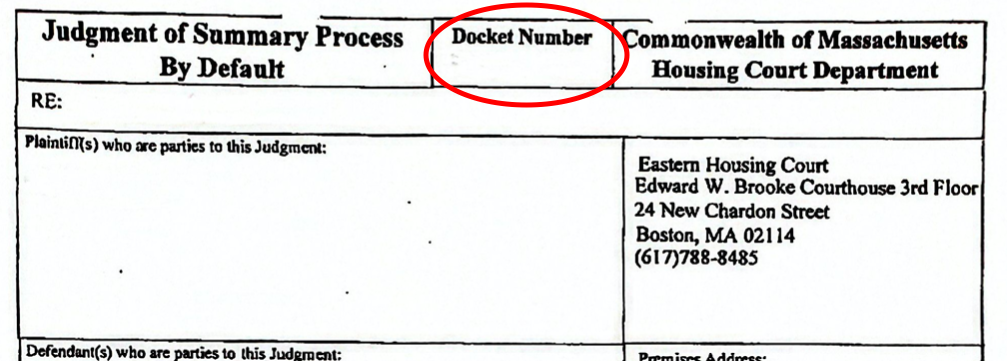 Judgment of Summary Process
By Default
Docket Number
Commonwealth of Massachusetts
Housing Court Department
RE:
Plaintiff(s) who are parties to this Judgment:
Eastern Housing Court
Edward W. Brooke Courthouse 3rd Floor
24 New Chardon Street
Boston, MA 02114
(617)788-8485
Defendant(s) who are parties to this Judgment:
Premises Address: